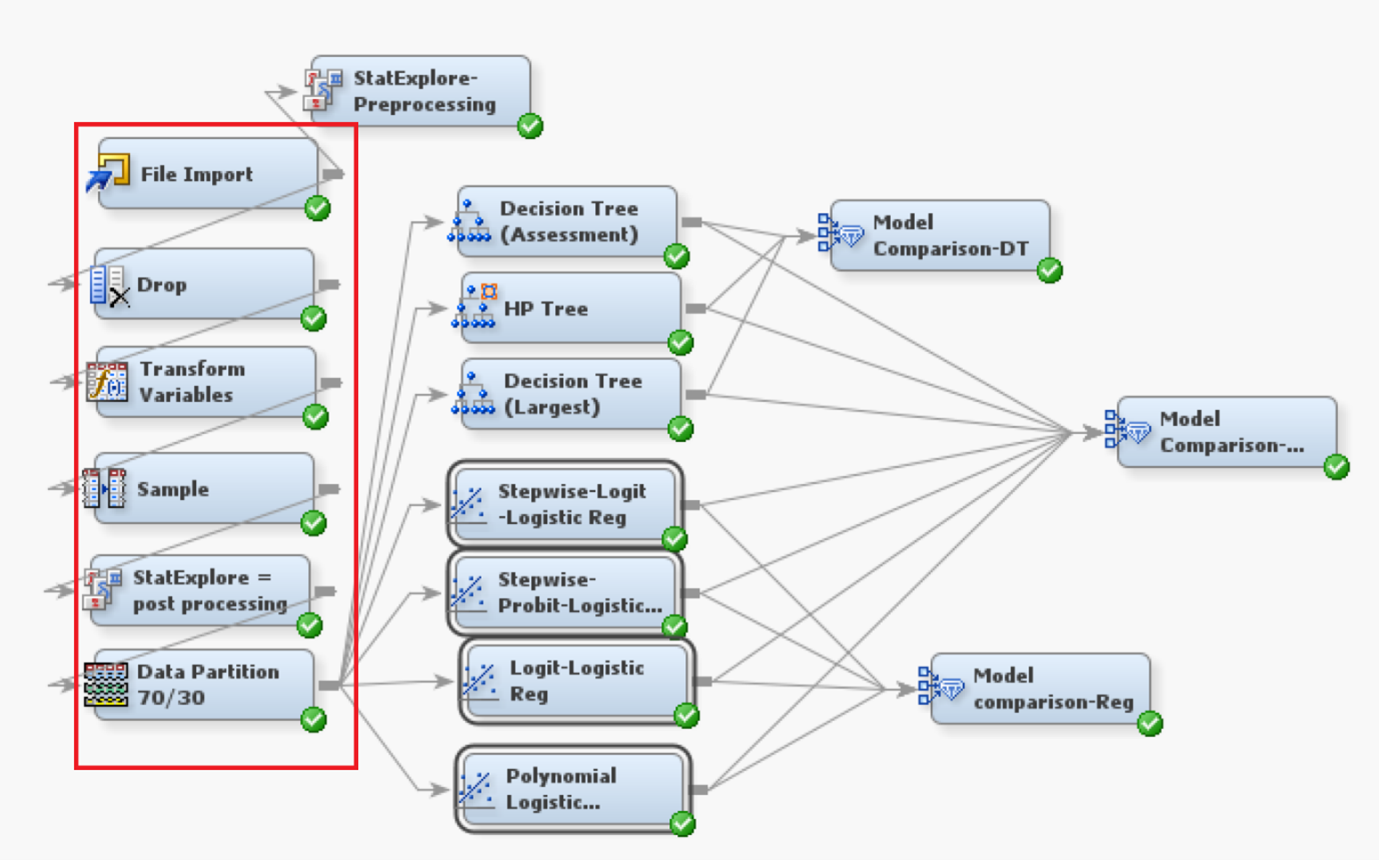 StatExplore-
Preprocessing
File Import
Drop
Transform
Variables
Sample
StatExplore =
post processing
Data Partition
70/30
Decision Tree
(Assessment)
HP Tree
Decision Tree
(Largest)
Stepwise-Logit
-Logistic Reg
Stepwise-
Probit-Logistic...
Logit-Logistic
Reg
Polynomial
Logistic...
Model
Comparison-DT
Model
Comparison-...
Model
comparison-Reg